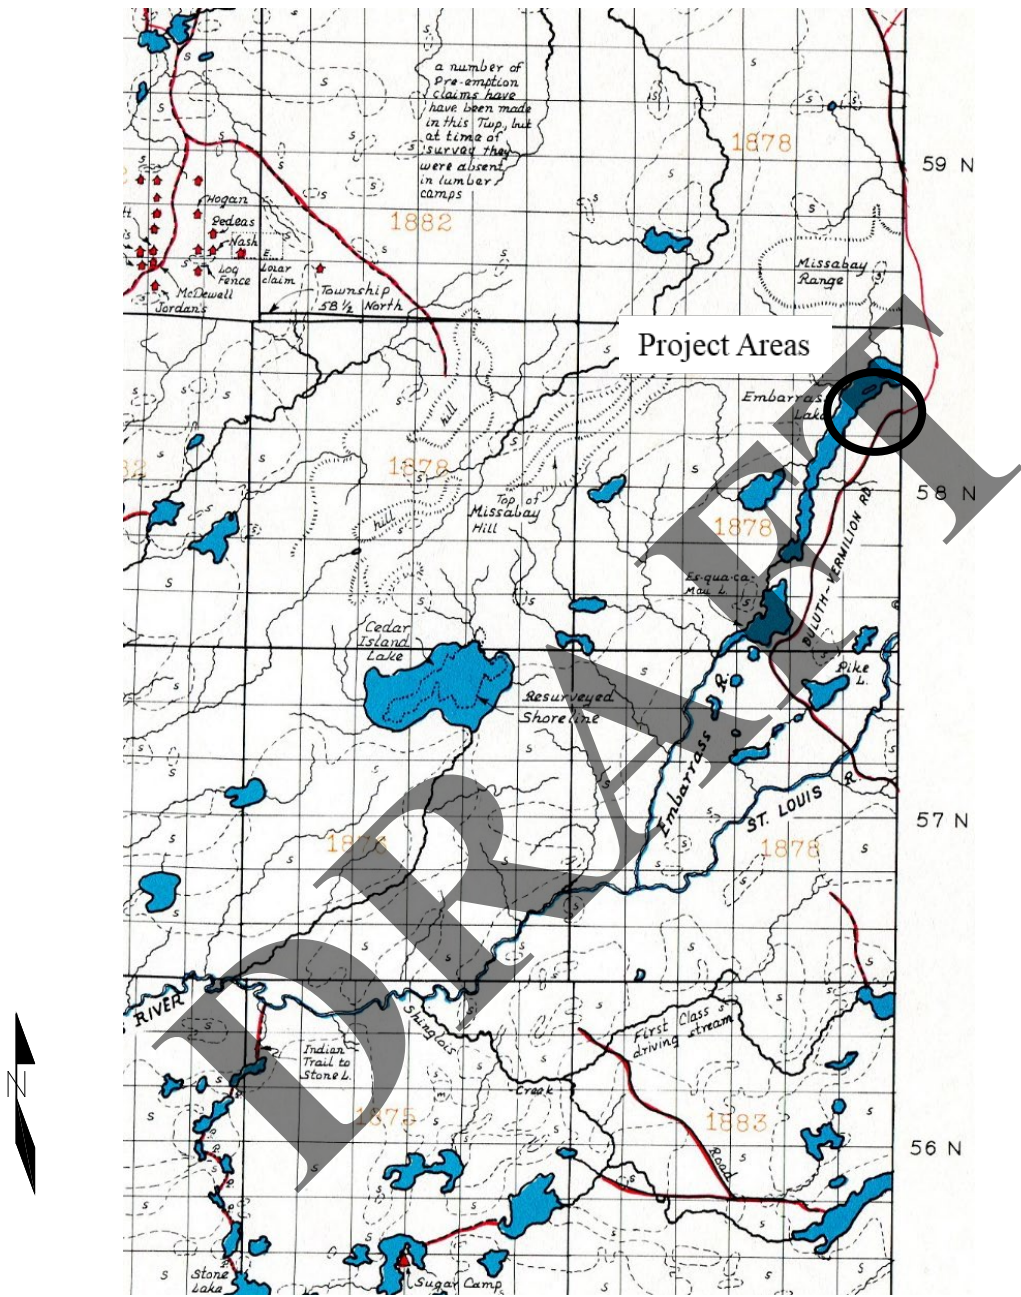 a number of
Pre-emption
claims have
have been made
in this Twp, but
at time of
survey they
were absent
in lumber
camps
1878
59 N
Hogan
Pedeas
Nash
1882
Log
Fence
claim
McDewell
Jordan's
Township
58 ½ North
Missabay
Range
Project Areas
Embarrass
Lake
hill
1878
58 N
Top of
Missabay
Hill
hill
1878
DULUTH-VERMILION RD.
Es-qua-ca-
Mau L.
Cedar
Island
Lake
Pike
L.
Resurveyed
Shoreline
Embarrass R.
ST. LOUIS R.
57 N
1876
1878
RIVER
Shinglois
Creek
First Class
driving stream
Indian
Trail to
Stone L.
1875
1883
Road
56 N
N
Stone
Lake
Sugar Camp
DRAFT